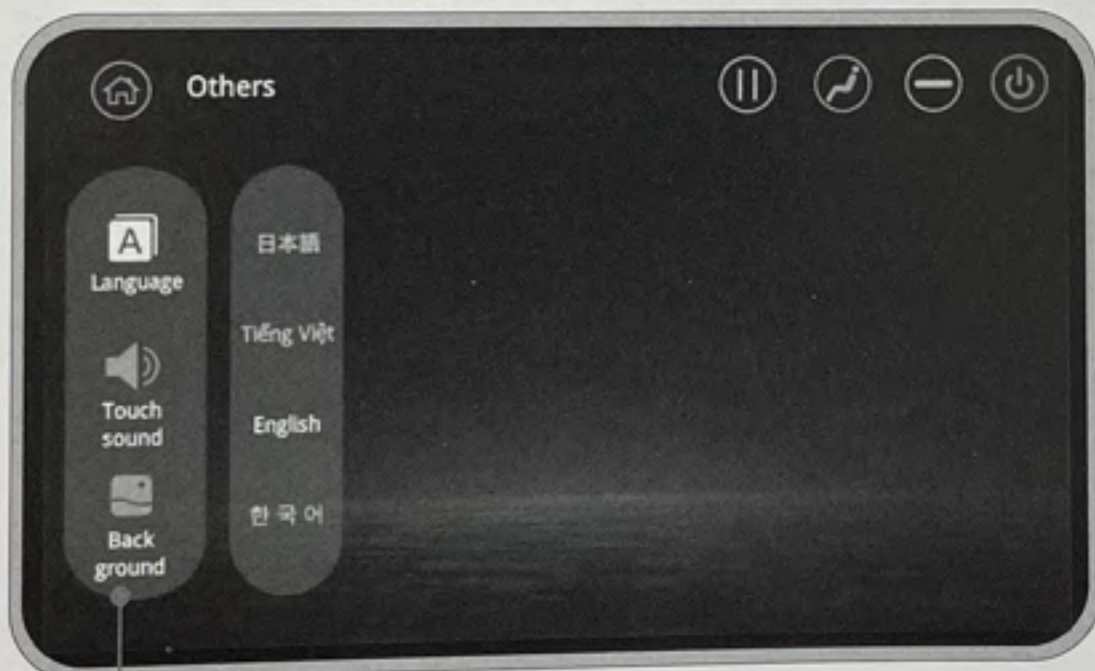 Others
Language
Touch
sound
Back
ground
日本語
Tiếng Việt
English
한국어